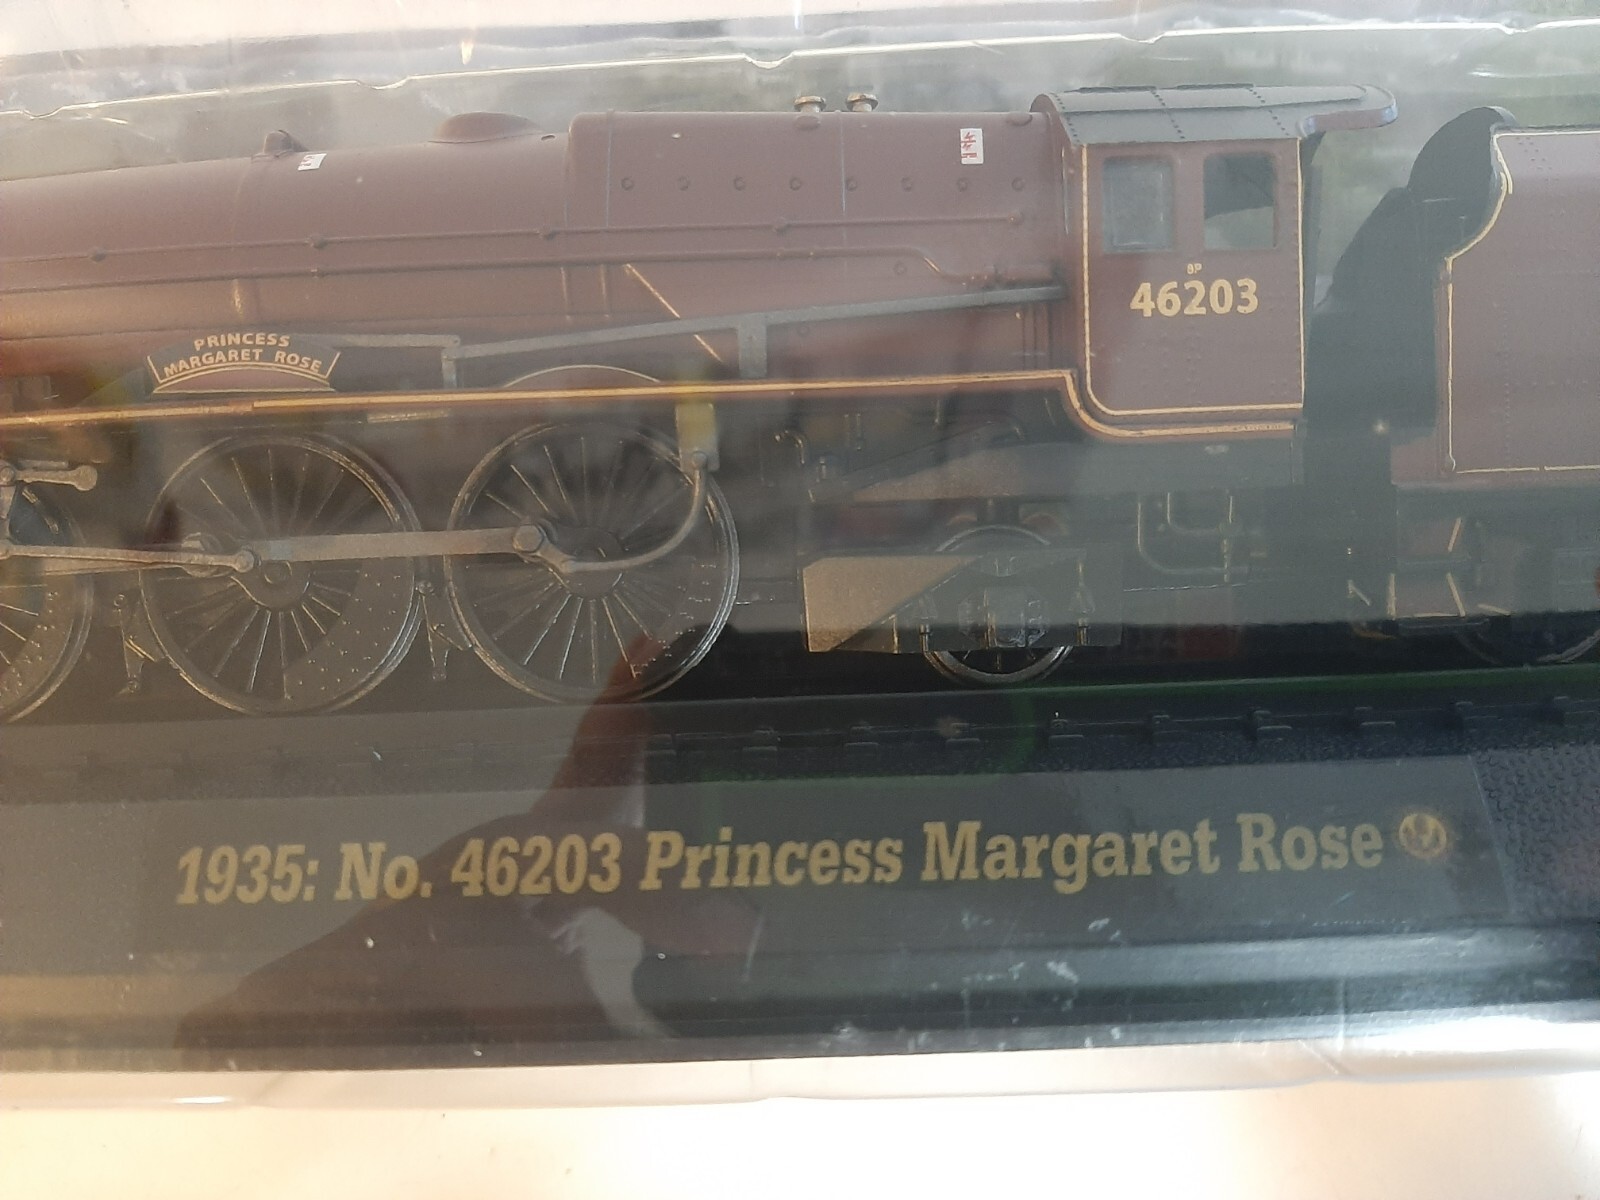 PRINCESS
MARGARET ROSE
8P
46203
1935: No. 46203 Princess Margaret Rose